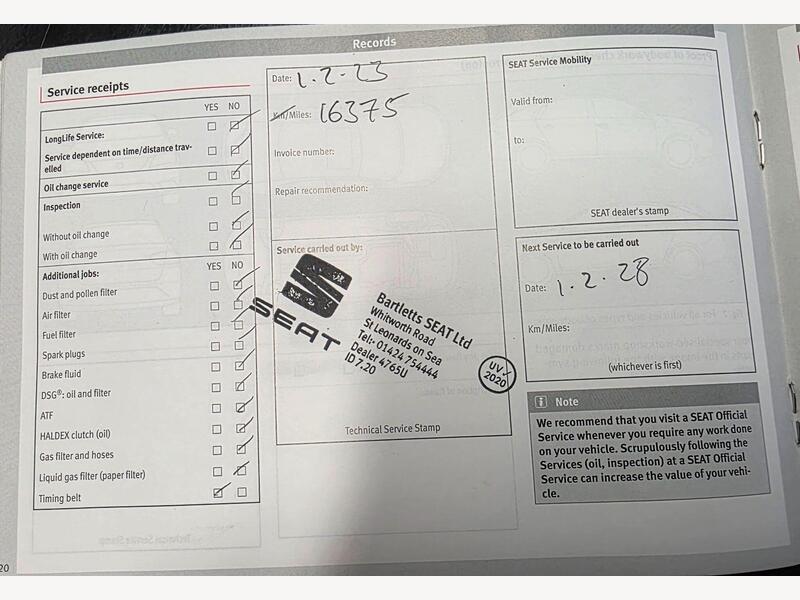 Records
Service receipts
YES NO
LongLife Service:
Service dependent on time/distance trav-
elled
Oil change service
Inspection
Without oil change
With oil change
Additional jobs:
YES NO
Dust and pollen filter
Air filter
Fuel filter
Spark plugs
Brake fluid
DSG®: oil and filter
ATF
HALDEX clutch (oil)
Gas filter and hoses
Liquid gas filter (paper filter)
Timing belt
Date: 1.2.23
Km/Miles: 16375
Invoice number:
Repair recommendation:
Service carried out by:
SEAT
Bartletts SEAT Ltd
Whitworth Road
St Leonards on Sea
Tel:- 01424 754444
Dealer 4765U
ID 7.20
UV✓
2020
Technical Service Stamp
SEAT Service Mobility
Valid from:
to:
SEAT dealer's stamp
Next Service to be carried out
Date: 1.2.28
Km/Miles:
(whichever is first)
Note
We recommend that you visit a SEAT Official
Service whenever you require any work done
on your vehicle. Scrupulously following the
Services (oil, inspection) at a SEAT Official
Service can increase the value of your vehi-
cle.
20